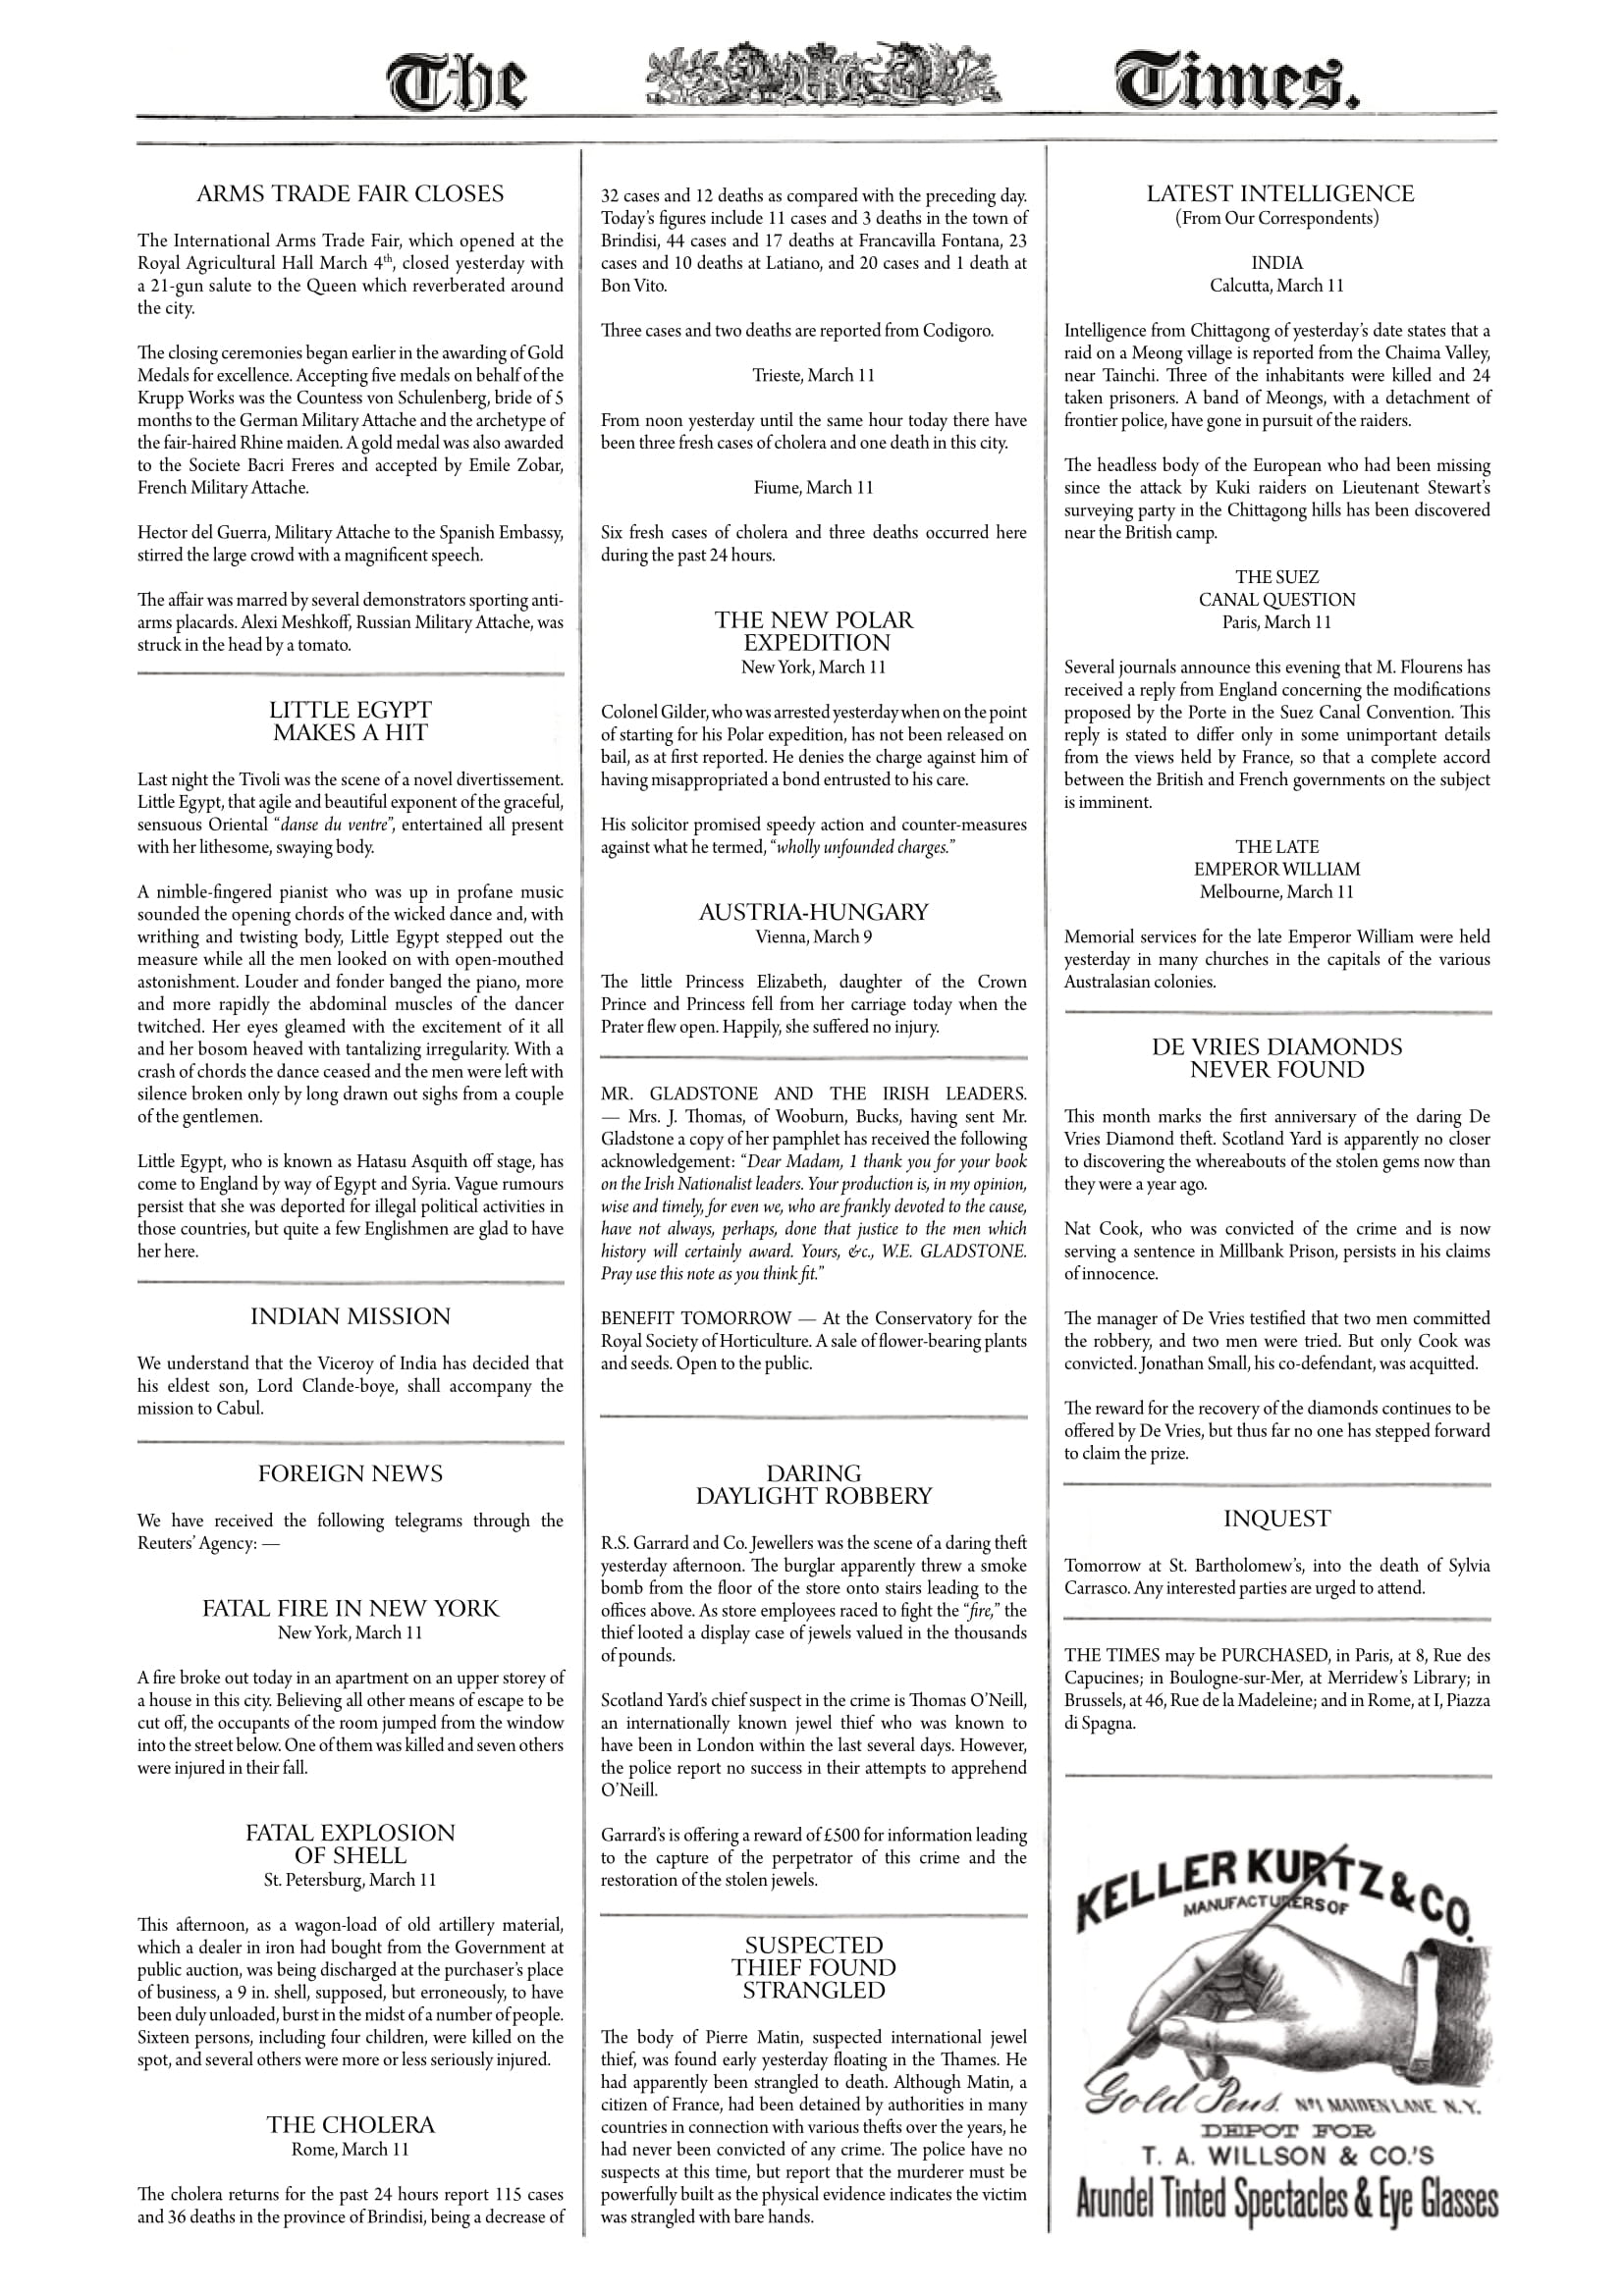 The Times.
ARMS TRADE FAIR CLOSES
The International Arms Trade Fair, which opened at the
Royal Agricultural Hall March 4th, closed yesterday with
a 21-gun salute to the Queen which reverberated around
the city.
The closing ceremonies began earlier in the awarding of Gold
Medals for excellence. Accepting five medals on behalf of the
Krupp Works was the Countess von Schulenberg, bride of 5
months to the German Military Attache and the archetype of
the fair-haired Rhine maiden. A gold medal was also awarded
to the Societe Bacri Freres and accepted by Emile Zobar,
French Military Attache.
Hector del Guerra, Military Attache to the Spanish Embassy,
stirred the large crowd with a magnificent speech.
The affair was marred by several demonstrators sporting anti-
arms placards. Alexi Meshkoff, Russian Military Attache, was
struck in the head by a tomato.
LITTLE EGYPT
MAKES A HIT
Last night the Tivoli was the scene of a novel divertissement.
Little Egypt, that agile and beautiful exponent of the graceful,
sensuous Oriental “danse du ventre”, entertained all present
with her lithesome, swaying body.
A nimble-fingered pianist who was up in profane music
sounded the opening chords of the wicked dance and, with
writhing and twisting body, Little Egypt stepped out the
measure while all the men looked on with open-mouthed
astonishment. Louder and fonder banged the piano, more
and more rapidly the abdominal muscles of the dancer
twitched. Her eyes gleamed with the excitement of it all
and her bosom heaved with tantalizing irregularity. With a
crash of chords the dance ceased and the men were left with
silence broken only by long drawn out sighs from a couple
of the gentlemen.
Little Egypt, who is known as Hatasu Asquith off stage, has
come to England by way of Egypt and Syria. Vague rumours
persist that she was deported for illegal political activities in
those countries, but quite a few Englishmen are glad to have
her here.
INDIAN MISSION
We understand that the Viceroy of India has decided that
his eldest son, Lord Clande-boye, shall accompany the
mission to Cabul.
FOREIGN NEWS
We have received the following telegrams through the
Reuters’ Agency: —
FATAL FIRE IN NEW YORK
New York, March 11
A fire broke out today in an apartment on an upper storey of
a house in this city. Believing all other means of escape to be
cut off, the occupants of the room jumped from the window
into the street below. One of them was killed and seven others
were injured in their fall.
FATAL EXPLOSION
OF SHELL
St. Petersburg, March 11
This afternoon, as a wagon-load of old artillery material,
which a dealer in iron had bought from the Government at
public auction, was being discharged at the purchaser’s place
of business, a 9 in. shell, supposed, but erroneously, to have
been duly unloaded, burst in the midst of a number of people.
Sixteen persons, including four children, were killed on the
spot, and several others were more or less seriously injured.
THE CHOLERA
Rome, March 11
The cholera returns for the past 24 hours report 115 cases
and 36 deaths in the province of Brindisi, being a decrease of
32 cases and 12 deaths as compared with the preceding day.
Today’s figures include 11 cases and 3 deaths in the town of
Brindisi, 44 cases and 17 deaths at Francavilla Fontana, 23
cases and 10 deaths at Latiano, and 20 cases and 1 death at
Bon Vito.
Three cases and two deaths are reported from Codigoro.
Trieste, March 11
From noon yesterday until the same hour today there have
been three fresh cases of cholera and one death in this city.
Fiume, March 11
Six fresh cases of cholera and three deaths occurred here
during the past 24 hours.
THE NEW POLAR
EXPEDITION
New York, March 11
Colonel Gilder, who was arrested yesterday when on the point
of starting for his Polar expedition, has not been released on
bail, as at first reported. He denies the charge against him of
having misappropriated a bond entrusted to his care.
His solicitor promised speedy action and counter-measures
against what he termed, “wholly unfounded charges.”
AUSTRIA-HUNGARY
Vienna, March 9
The little Princess Elizabeth, daughter of the Crown
Prince and Princess fell from her carriage today when the
Prater flew open. Happily, she suffered no injury.
MR. GLADSTONE AND THE IRISH LEADERS.
— Mrs. J. Thomas, of Wooburn, Bucks, having sent Mr.
Gladstone a copy of her pamphlet has received the following
acknowledgement: “Dear Madam, 1 thank you for your book
on the Irish Nationalist leaders. Your production is, in my opinion,
wise and timely, for even we, who are frankly devoted to the cause,
have not always, perhaps, done that justice to the men which
history will certainly award. Yours, &c., W.E. GLADSTONE.
Pray use this note as you think fit.”
BENEFIT TOMORROW — At the Conservatory for the
Royal Society of Horticulture. A sale of flower-bearing plants
and seeds. Open to the public.
DARING
DAYLIGHT ROBBERY
R.S. Garrard and Co. Jewellers was the scene of a daring theft
yesterday afternoon. The burglar apparently threw a smoke
bomb from the floor of the store onto stairs leading to the
offices above. As store employees raced to fight the “fire,” the
thief looted a display case of jewels valued in the thousands
of pounds.
Scotland Yard’s chief suspect in the crime is Thomas O’Neill,
an internationally known jewel thief who was known to
have been in London within the last several days. However,
the police report no success in their attempts to apprehend
O’Neill.
Garrard’s is offering a reward of £500 for information leading
to the capture of the perpetrator of this crime and the
restoration of the stolen jewels.
SUSPECTED
THIEF FOUND
STRANGLED
The body of Pierre Matin, suspected international jewel
thief, was found early yesterday floating in the Thames. He
had apparently been strangled to death. Although Matin, a
citizen of France, had been detained by authorities in many
countries in connection with various thefts over the years, he
had never been convicted of any crime. The police have no
suspects at this time, but report that the murderer must be
powerfully built as the physical evidence indicates the victim
was strangled with bare hands.
LATEST INTELLIGENCE
(From Our Correspondents)
INDIA
Calcutta, March 11
Intelligence from Chittagong of yesterday’s date states that a
raid on a Meong village is reported from the Chaima Valley,
near Tainchi. Three of the inhabitants were killed and 24
taken prisoners. A band of Meongs, with a detachment of
frontier police, have gone in pursuit of the raiders.
The headless body of the European who had been missing
since the attack by Kuki raiders on Lieutenant Stewart’s
surveying party in the Chittagong hills has been discovered
near the British camp.
THE SUEZ
CANAL QUESTION
Paris, March 11
Several journals announce this evening that M. Flourens has
received a reply from England concerning the modifications
proposed by the Porte in the Suez Canal Convention. This
reply is stated to differ only in some unimportant details
from the views held by France, so that a complete accord
between the British and French governments on the subject
is imminent.
THE LATE
EMPEROR WILLIAM
Melbourne, March 11
Memorial services for the late Emperor William were held
yesterday in many churches in the capitals of the various
Australasian colonies.
DE VRIES DIAMONDS
NEVER FOUND
This month marks the first anniversary of the daring De
Vries Diamond theft. Scotland Yard is apparently no closer
to discovering the whereabouts of the stolen gems now than
they were a year ago.
Nat Cook, who was convicted of the crime and is now
serving a sentence in Millbank Prison, persists in his claims
of innocence.
The manager of De Vries testified that two men committed
the robbery, and two men were tried. But only Cook was
convicted. Jonathan Small, his co-defendant, was acquitted.
The reward for the recovery of the diamonds continues to be
offered by De Vries, but thus far no one has stepped forward
to claim the prize.
INQUEST
Tomorrow at St. Bartholomew’s, into the death of Sylvia
Carrasco. Any interested parties are urged to attend.
THE TIMES may be PURCHASED, in Paris, at 8, Rue des
Capucines; in Boulogne-sur-Mer, at Merridew’s Library; in
Brussels, at 46, Rue de la Madeleine; and in Rome, at I, Piazza
di Spagna.
KELLER KURTZ & CO.
MANUFACTURERS OF
Gold Pens. Nº1 MAIDEN LANE N.Y.
DEPOT FOR
T. A. WILLSON & CO.'S
Arundel Tinted Spectacles & Eye Glasses